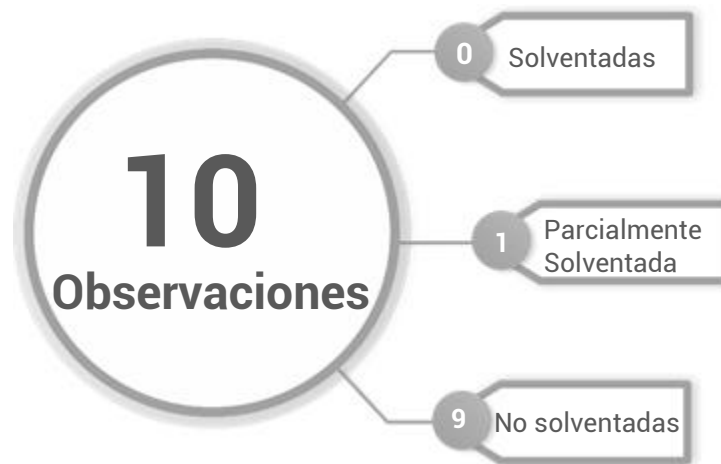 10
Observaciones
0
Solventadas
1
Parcialmente
Solventada
9
No solventadas